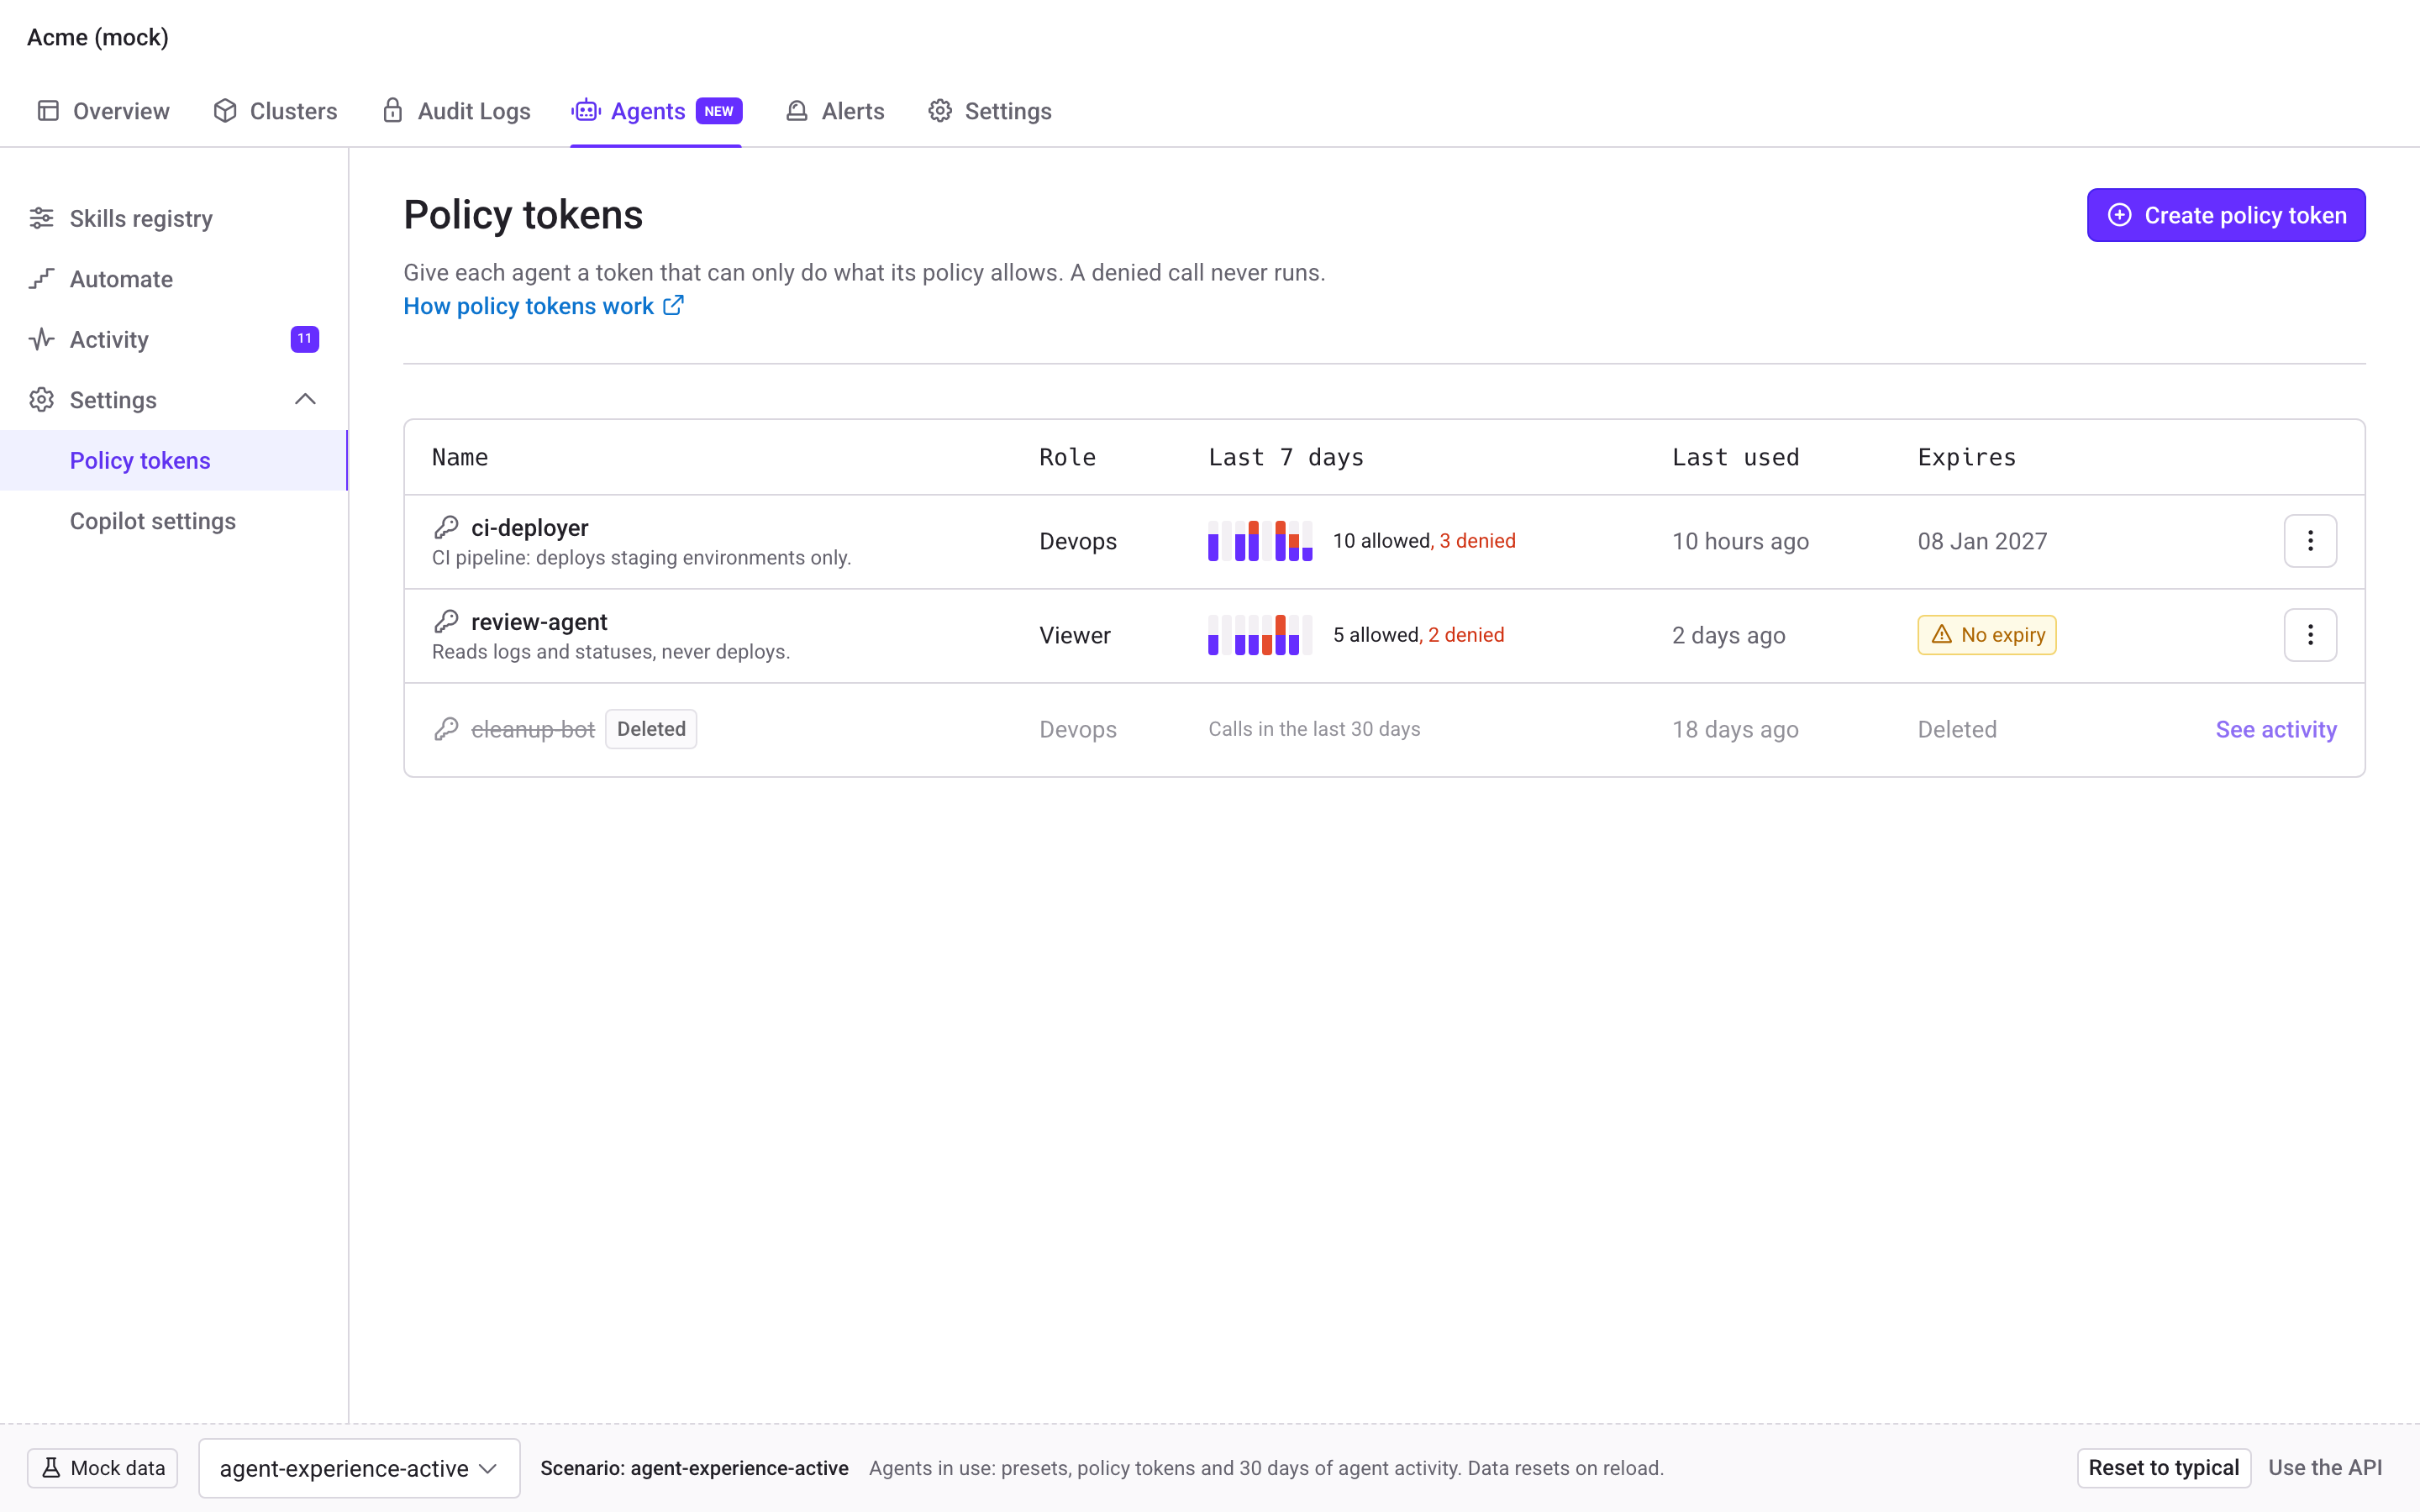 Acme (mock)
Overview Clusters Audit Logs Agents NEW Alerts Settings
Skills registry
Automate
Activity 11
Settings
Policy tokens
Copilot settings
Policy tokens
Create policy token
Give each agent a token that can only do what its policy allows. A denied call never runs.
How policy tokens work
Name Role Last 7 days Last used Expires
ci-deployer
CI pipeline: deploys staging environments only.
Devops 10 allowed, 3 denied 10 hours ago 08 Jan 2027
review-agent
Reads logs and statuses, never deploys.
Viewer 5 allowed, 2 denied 2 days ago No expiry
cleanup-bot Deleted Devops Calls in the last 30 days 18 days ago Deleted See activity
Mock data agent-experience-active Scenario: agent-experience-active Agents in use: presets, policy tokens and 30 days of agent activity. Data resets on reload. Reset to typical Use the API